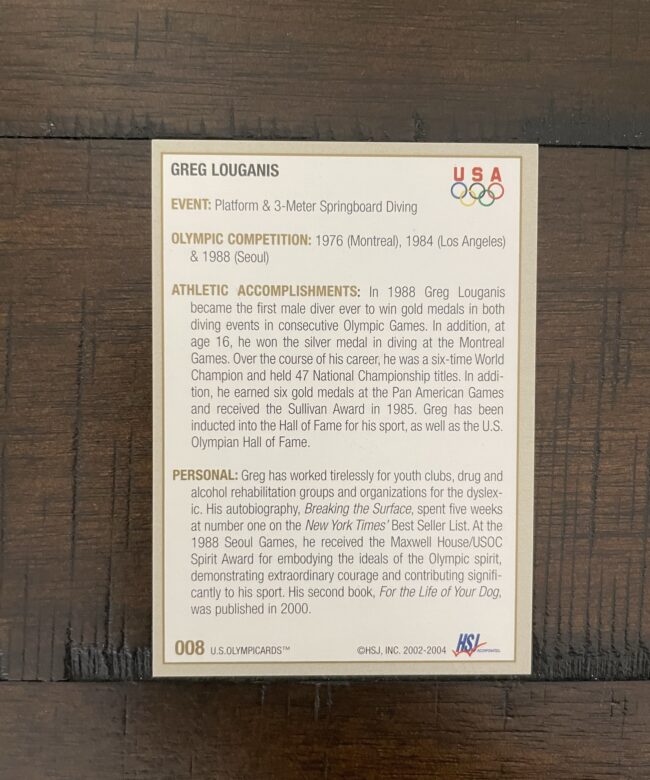 GREG LOUGANIS
USA
EVENT: Platform & 3-Meter Springboard Diving
OLYMPIC COMPETITION: 1976 (Montreal), 1984 (Los Angeles)
& 1988 (Seoul)
ATHLETIC ACCOMPLISHMENTS: In 1988 Greg Louganis
became the first male diver ever to win gold medals in both
diving events in consecutive Olympic Games. In addition, at
age 16, he won the silver medal in diving at the Montreal
Games. Over the course of his career, he was a six-time World
Champion and held 47 National Championship titles. In addi-
tion, he earned six gold medals at the Pan American Games
and received the Sullivan Award in 1985. Greg has been
inducted into the Hall of Fame for his sport, as well as the U.S.
Olympian Hall of Fame.
PERSONAL: Greg has worked tirelessly for youth clubs, drug and
alcohol rehabilitation groups and organizations for the dyslex-
ic. His autobiography, Breaking the Surface, spent five weeks
at number one on the New York Times' Best Seller List. At the
1988 Seoul Games, he received the Maxwell House/USOC
Spirit Award for embodying the ideals of the Olympic spirit,
demonstrating extraordinary courage and contributing signifi-
cantly to his sport. His second book, For the Life of Your Dog,
was published in 2000.
008 U.S.OLYMPICARDS™ ©HSJ, INC. 2002-2004 HSJ INCORPORATED